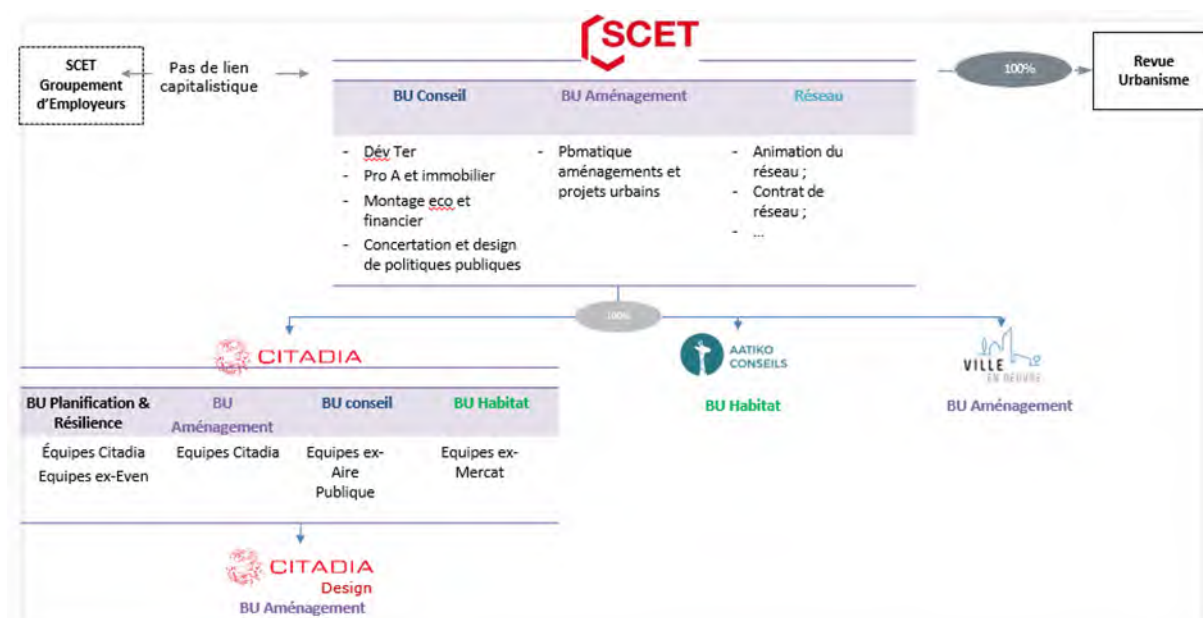 SCET
SCET
Groupement
d'Employeurs
Pas de lien
capitalistique
100%
Revue
Urbanisme
BU Conseil
BU Aménagement
Réseau
- Dév Ter
- Pro A et immobilier
- Montage eco et
financier
- Concertation et design
de politiques publiques
- Pbmatique
aménagements et
projets urbains
- Animation du
réseau ;
- Contrat de
réseau ;
- ...
100%
CITADIA
AATIKO
CONSEILS
VILLE
EN OEUVRE
BU Habitat
BU Aménagement
BU Planification &
Résilience
BU
Aménagement
BU conseil
BU Habitat
Équipes Citadia
Equipes ex-Even
Equipes Citadia
Equipes ex-
Aire
Publique
Equipes ex-
Mercat
CITADIA
Design
BU Aménagement